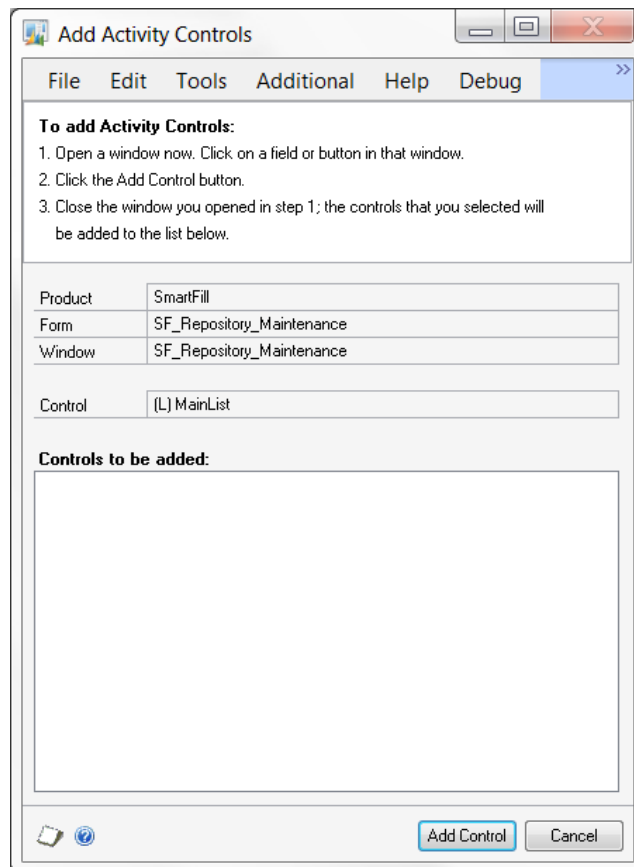 Add Activity Controls
File Edit Tools Additional Help Debug
To add Activity Controls:
1. Open a window now. Click on a field or button in that window.
2. Click the Add Control button.
3. Close the window you opened in step 1; the controls that you selected will
be added to the list below.
Product SmartFill
Form SF_Repository_Maintenance
Window SF_Repository_Maintenance
Control (L) MainList
Controls to be added:
Add Control Cancel